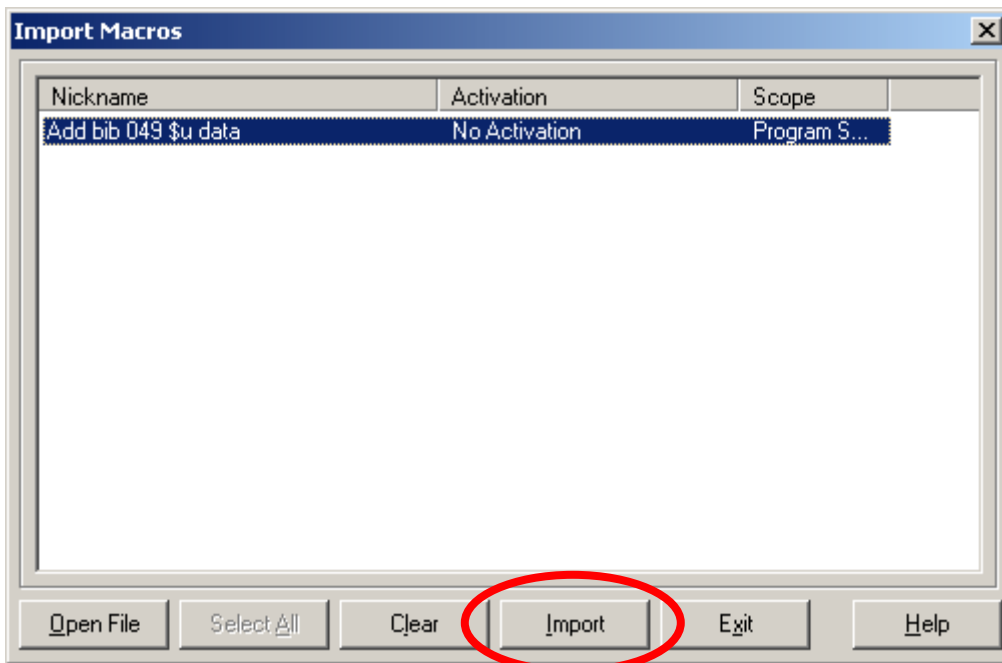 Import Macros
Nickname Activation Scope
Add bib 049 $u data No Activation Program S...
Open File Select All Clear Import Exit Help